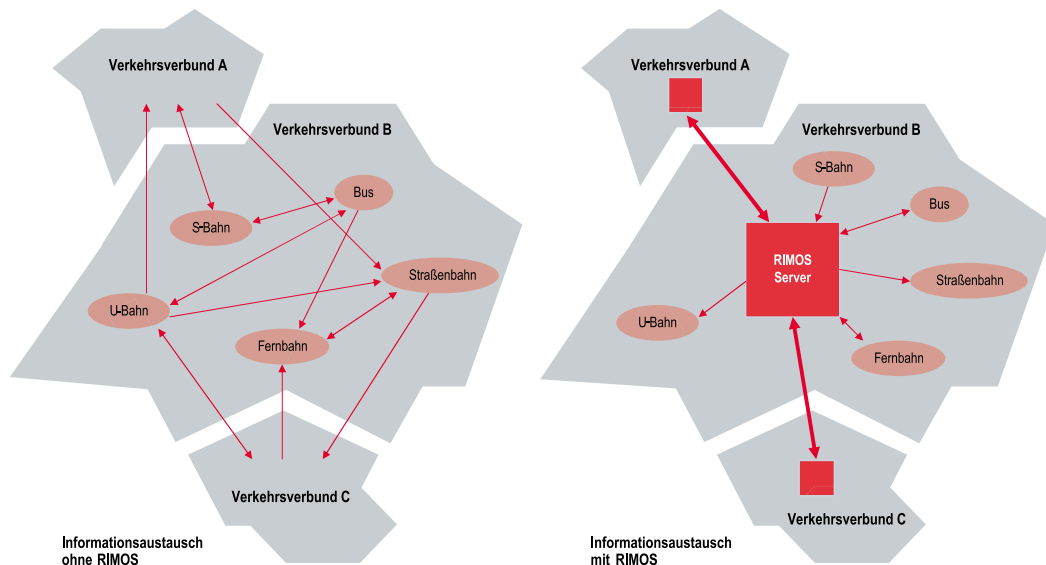 Verkehrsverbund A
Verkehrsverbund B
Bus
S-Bahn
Straßenbahn
U-Bahn
Fernbahn
Verkehrsverbund C
Informationsaustausch
ohne RIMOS
Verkehrsverbund A
Verkehrsverbund B
S-Bahn
Bus
RIMOS
Server
Straßenbahn
U-Bahn
Fernbahn
Verkehrsverbund C
Informationsaustausch
mit RIMOS